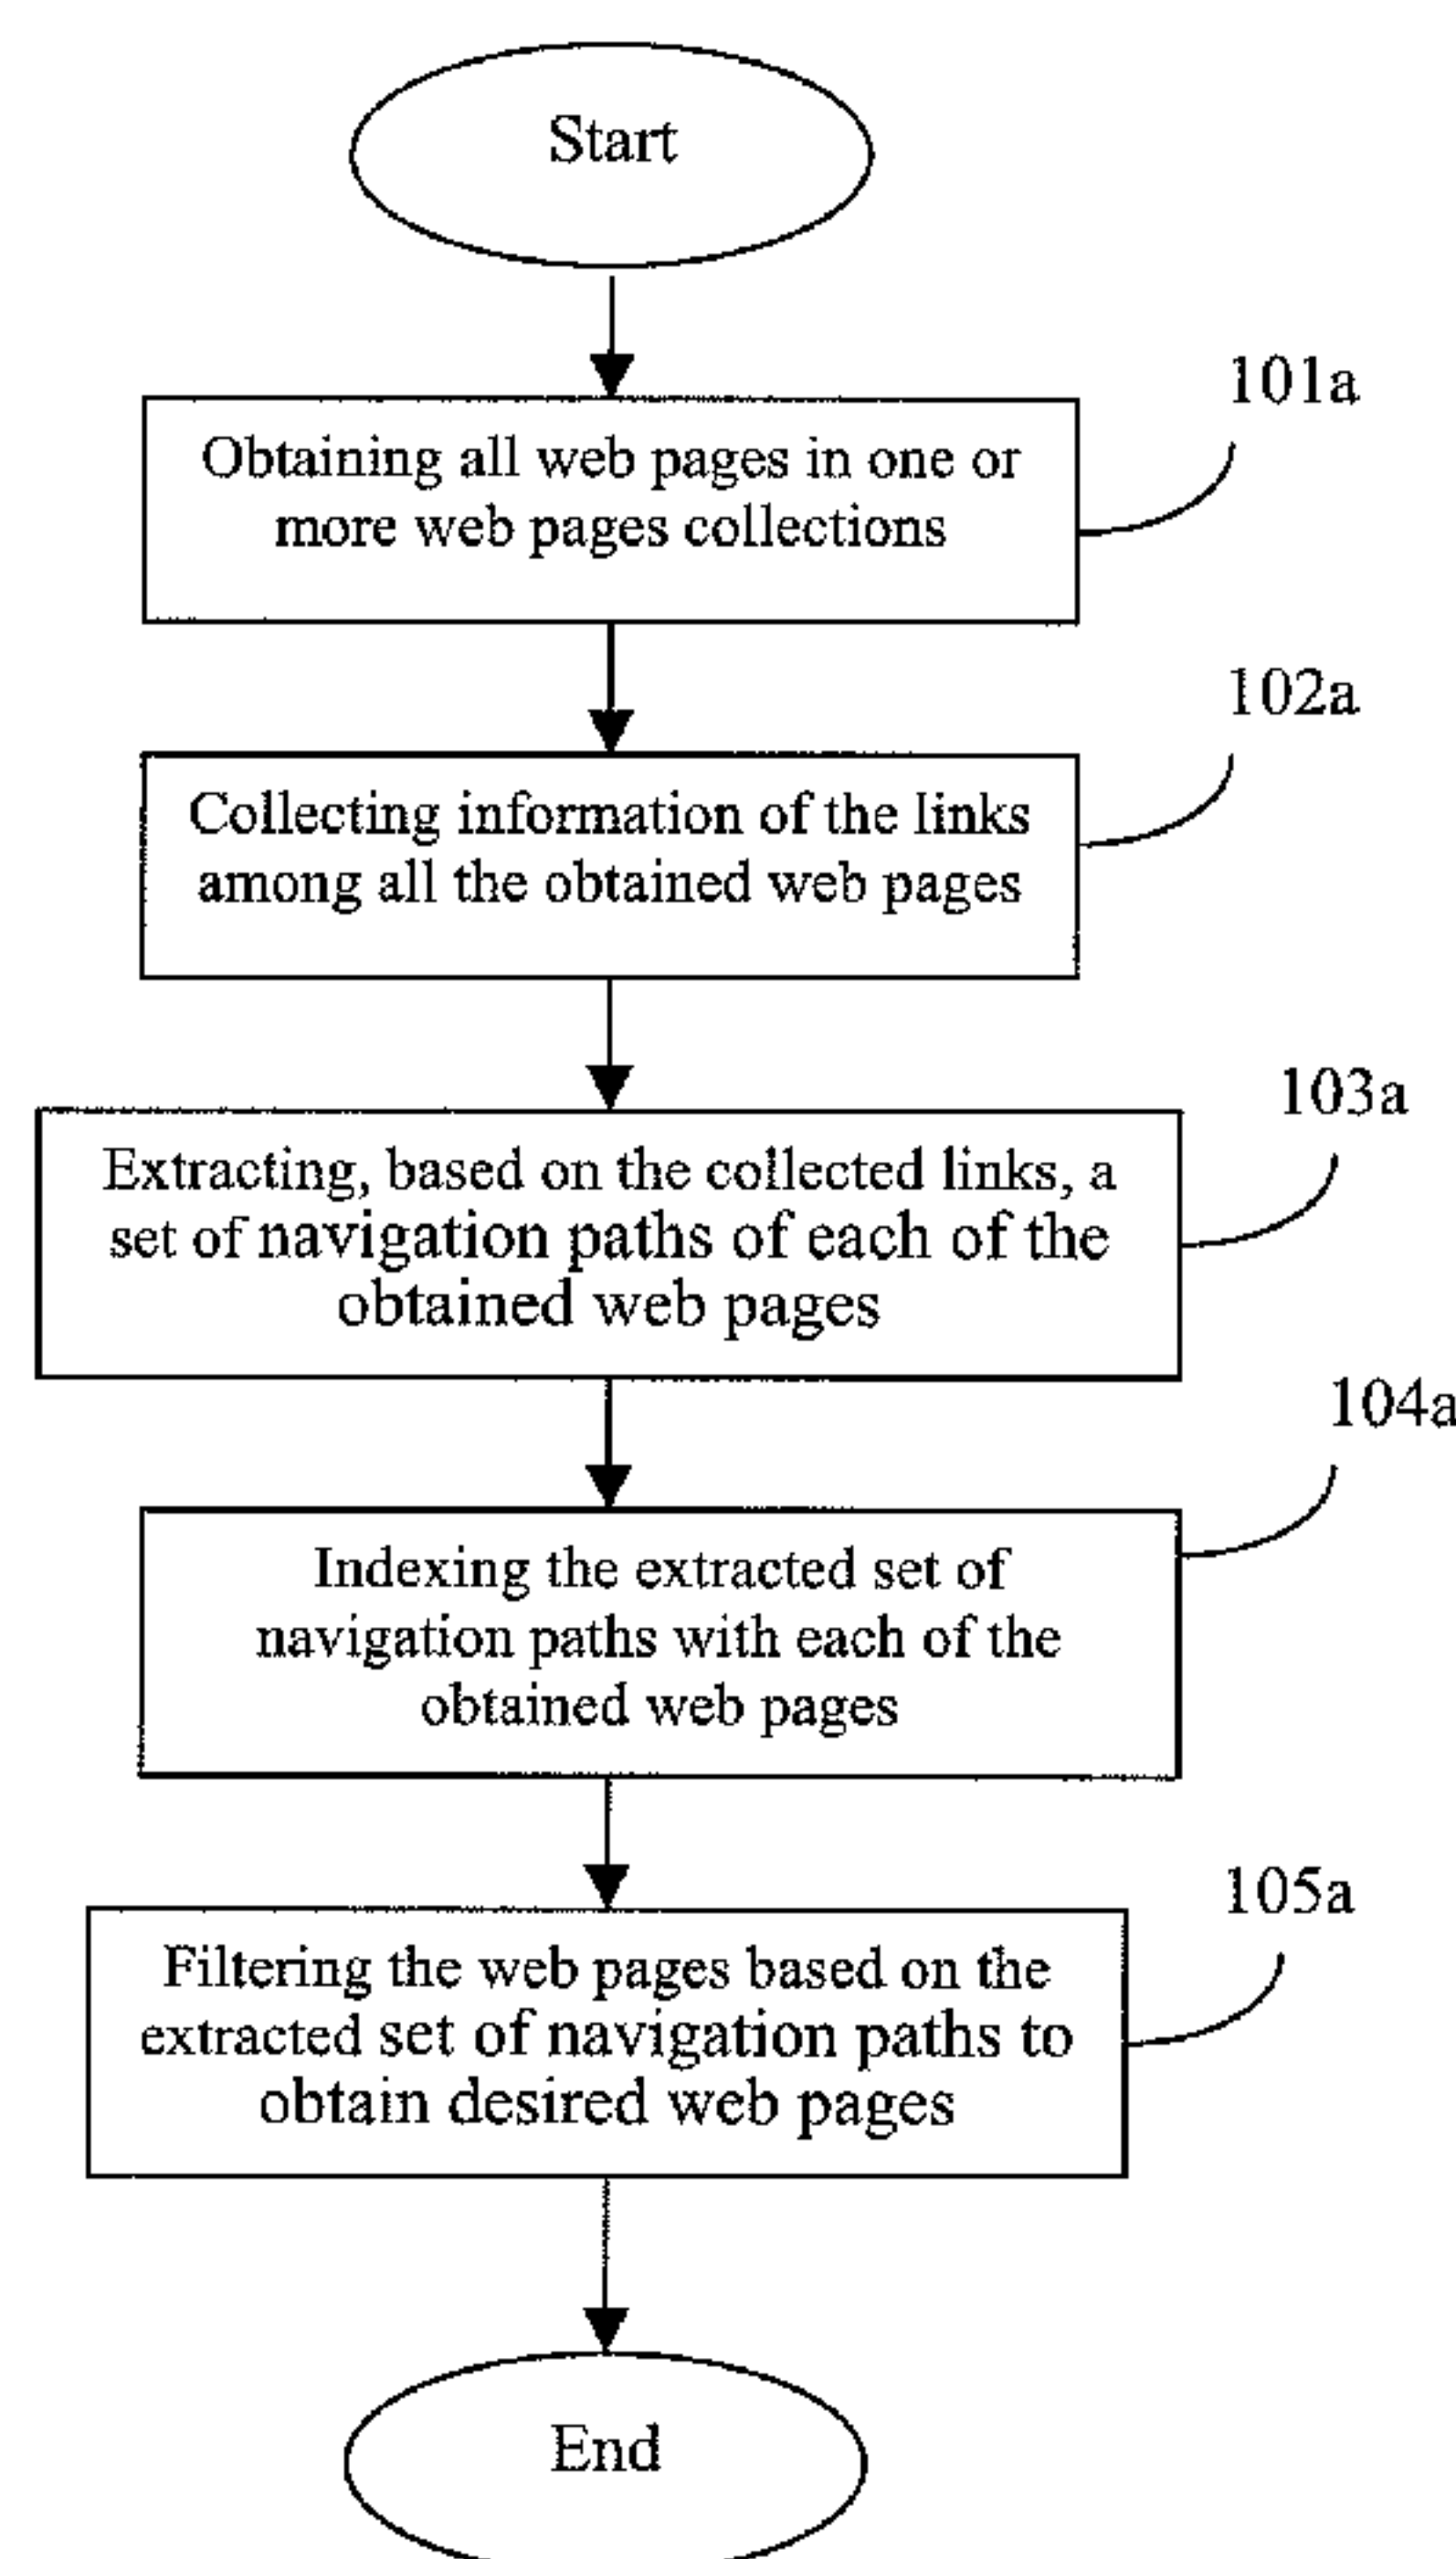 Start
101a
Obtaining all web pages in one or
more web pages collections
102a
Collecting information of the links
among all the obtained web pages
103a
Extracting, based on the collected links, a
set of navigation paths of each of the
obtained web pages
104a
Indexing the extracted set of
navigation paths with each of the
obtained web pages
105a
Filtering the web pages based on the
extracted set of navigation paths to
obtain desired web pages
End